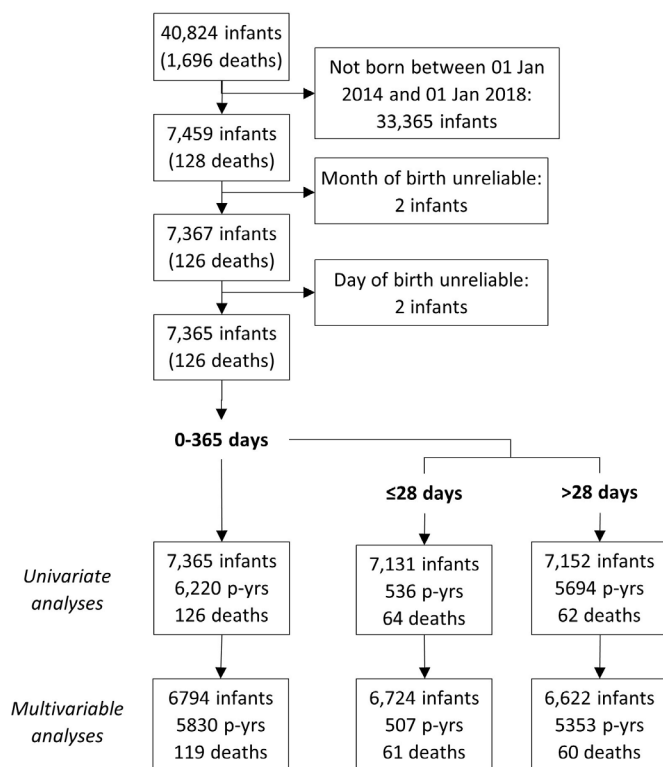 40,824 infants
(1,696 deaths)
Not born between 01 Jan
2014 and 01 Jan 2018:
33,365 infants
7,459 infants
(128 deaths)
Month of birth unreliable:
2 infants
7,367 infants
(126 deaths)
Day of birth unreliable:
2 infants
7,365 infants
(126 deaths)
0-365 days
≤28 days
>28 days
Univariate
analyses
7,365 infants
6,220 p-yrs
126 deaths
7,131 infants
536 p-yrs
64 deaths
7,152 infants
5694 p-yrs
62 deaths
Multivariable
analyses
6794 infants
5830 p-yrs
119 deaths
6,724 infants
507 p-yrs
61 deaths
6,622 infants
5353 p-yrs
60 deaths